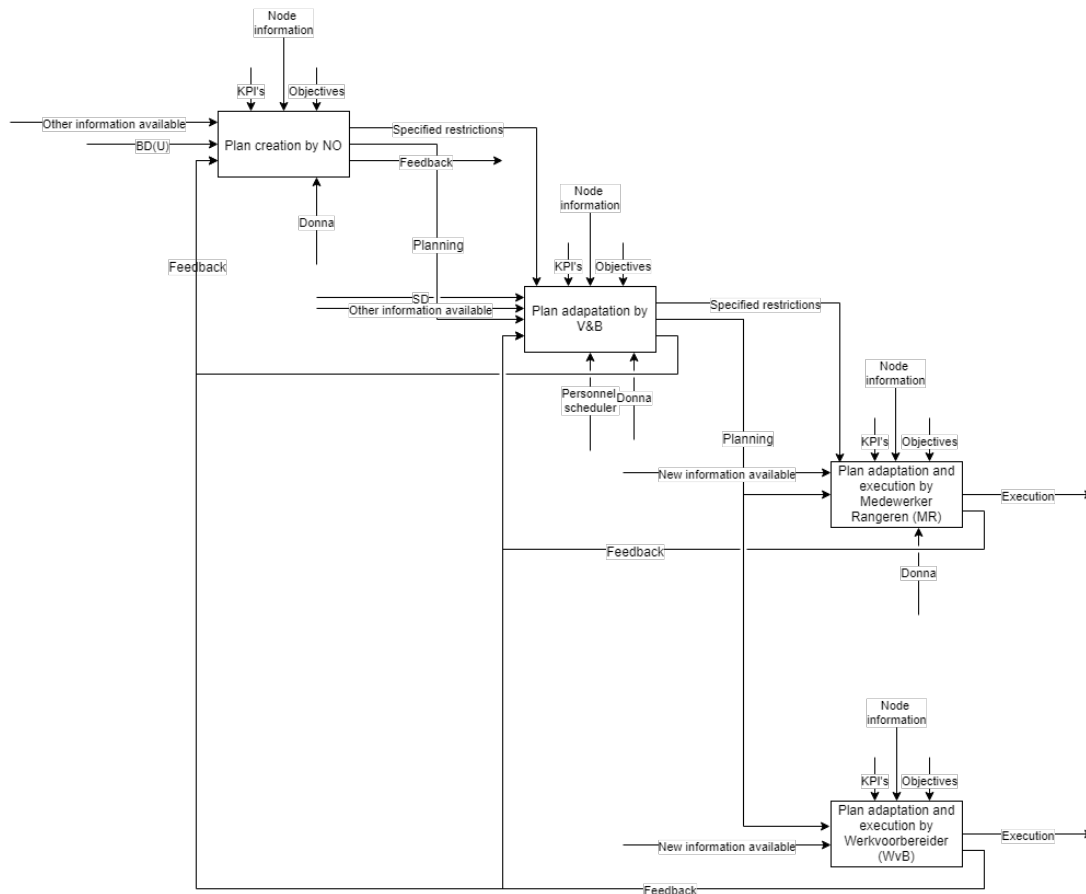 Node
information
KPI's
Objectives
Other information available
Plan creation by NO
Specified restrictions
BD(U)
Feedback
Donna
Node
information
Planning
Feedback
KPI's
Objectives
SD
Other information available
Plan adapatation by
V&B
Specified restrictions
Personnel
scheduler
Donna
Node
information
Planning
KPI's
Objectives
New information available
Plan adaptation and
execution by
Medewerker
Rangeren (MR)
Execution
Feedback
Donna
Node
information
KPI's
Objectives
Plan adaptation and
execution by
Werkvoorbereider
(WvB)
Execution
New information available
Feedback